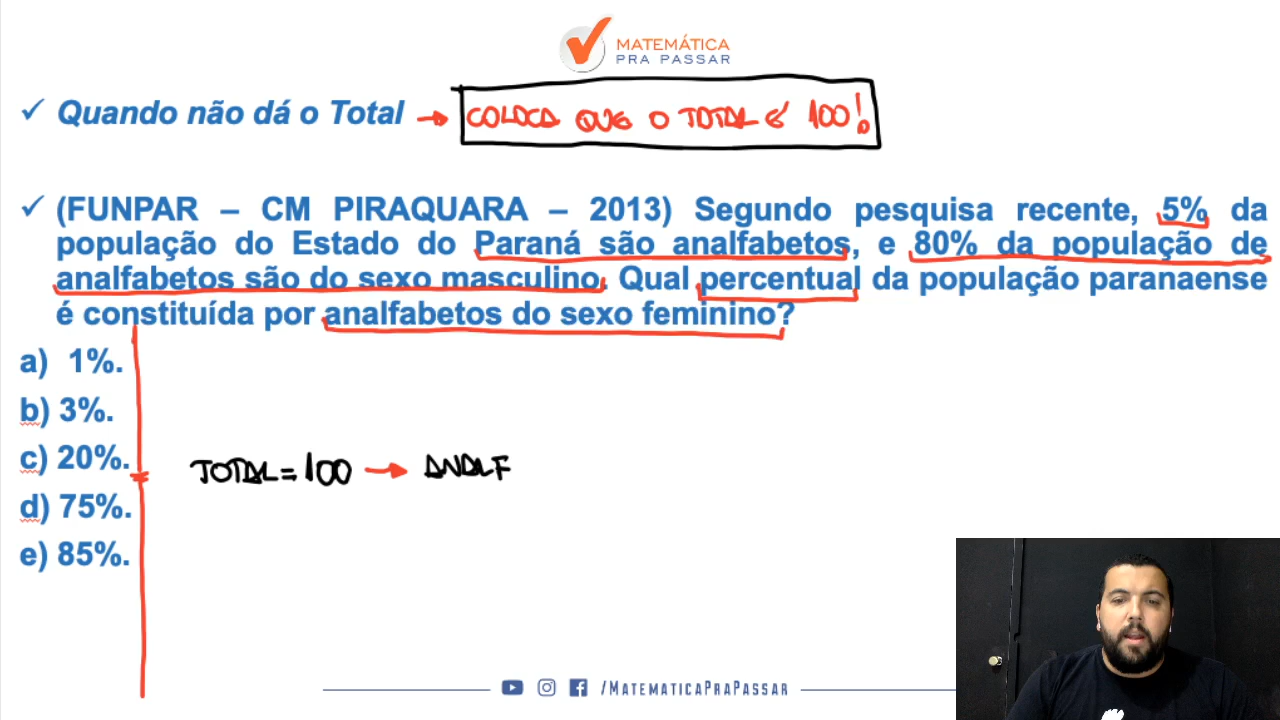 MATEMÁTICA
PRA PASSAR
✓ Quando não dá o Total → COLOCA QUE O TOTAL É 100!
✓ (FUNPAR – CM PIRAQUARA – 2013) Segundo pesquisa recente, 5% da
população do Estado do Paraná são analfabetos, e 80% da população de
analfabetos são do sexo masculino. Qual percentual da população paranaense
é constituída por analfabetos do sexo feminino?
a) 1%.
b) 3%.
c) 20%.
TOTAL = 100 → ANALF
d) 75%.
e) 85%.
/MatematicaPraPassar